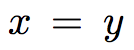 x = y